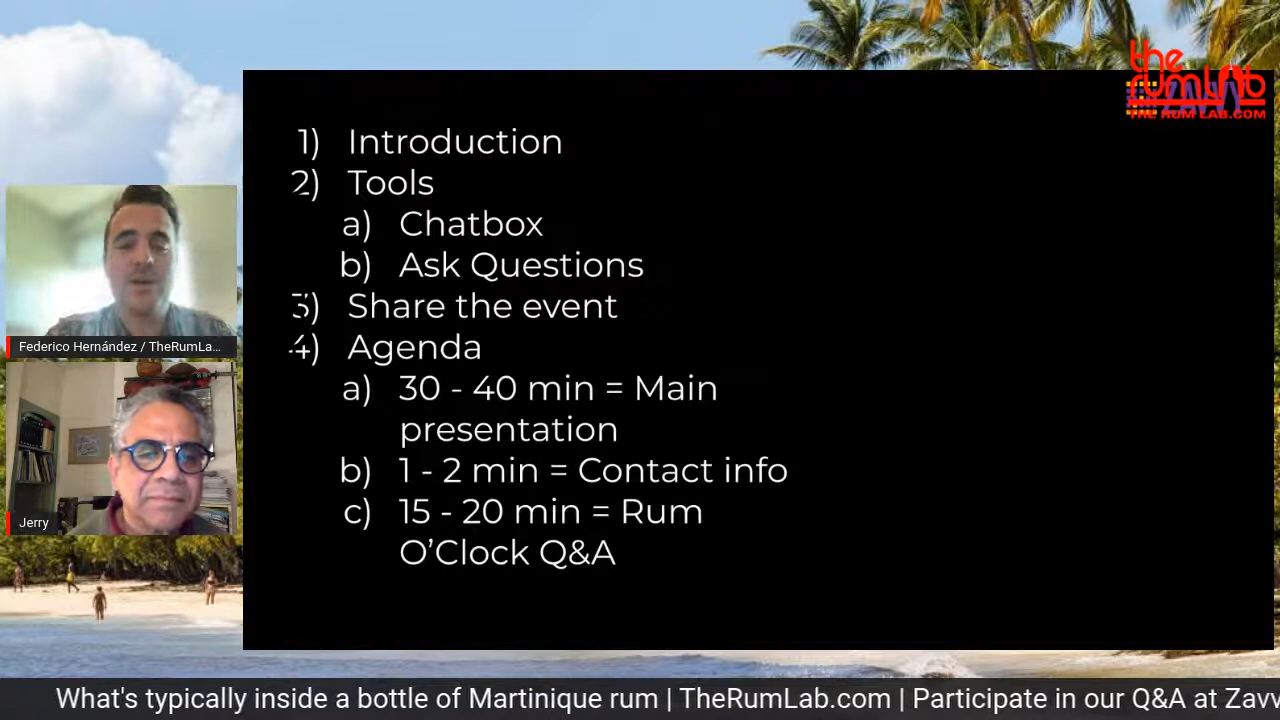 the
rumlab
THE RUM LAB.COM
1) Introduction
2) Tools
a) Chatbox
b) Ask Questions
3) Share the event
4) Agenda
a) 30 - 40 min = Main
presentation
b) 1 - 2 min = Contact info
c) 15 - 20 min = Rum
O’Clock Q&A
Federico Hernández / TheRumLa...
Jerry
What's typically inside a bottle of Martinique rum | TheRumLab.com | Participate in our Q&A at Zavv